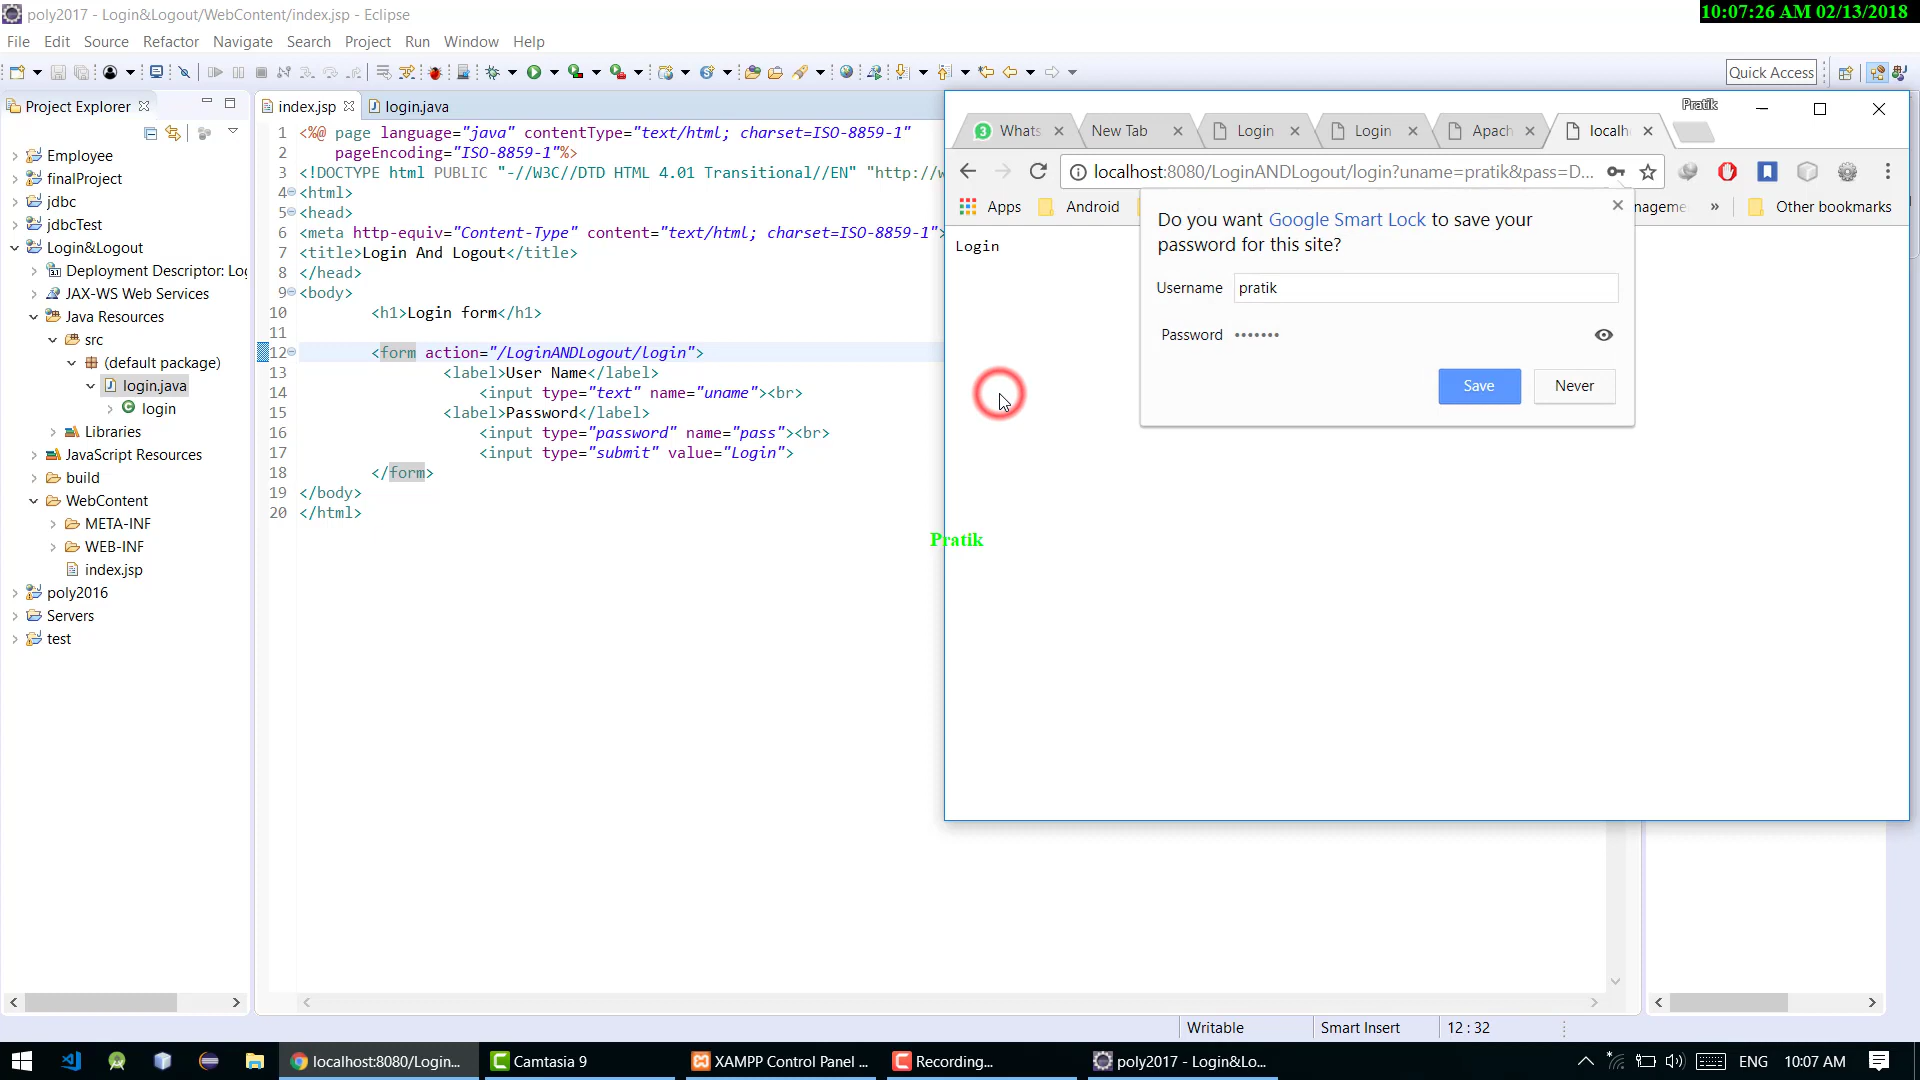 poly2017 - Login&Logout/WebContent/index.jsp - Eclipse
10:07:26 AM 02/13/2018
File Edit Source Refactor Navigate Search Project Run Window Help
Quick Access
Project Explorer
Employee
finalProject
jdbc
jdbcTest
Login&Logout
Deployment Descriptor: Log
JAX-WS Web Services
Java Resources
src
(default package)
login.java
login
Libraries
JavaScript Resources
build
WebContent
META-INF
WEB-INF
index.jsp
poly2016
Servers
test
index.jsp login.java
1 <%@ page language="java" contentType="text/html; charset=ISO-8859-1"
2 pageEncoding="ISO-8859-1"%>
3 <!DOCTYPE html PUBLIC "-//W3C//DTD HTML 4.01 Transitional//EN" "http://w
4 <html>
5 <head>
6 <meta http-equiv="Content-Type" content="text/html; charset=ISO-8859-1">
7 <title>Login And Logout</title>
8 </head>
9 <body>
10 <h1>Login form</h1>
11
12 <form action="/LoginANDLogout/login">
13 <label>User Name</label>
14 <input type="text" name="uname"><br>
15 <label>Password</label>
16 <input type="password" name="pass"><br>
17 <input type="submit" value="Login">
18 </form>
19 </body>
20 </html>
Pratik
3 Whats New Tab Login Login Apach localh
localhost:8080/LoginANDLogout/login?uname=pratik&pass=D...
Apps Android nageme » Other bookmarks
Login
Do you want Google Smart Lock to save your
password for this site?
Username pratik
Password •••••••
Save Never
Pratik
Writable Smart Insert 12 : 32
localhost:8080/Login... Camtasia 9 XAMPP Control Panel ... Recording... poly2017 - Login&Lo... ENG 10:07 AM